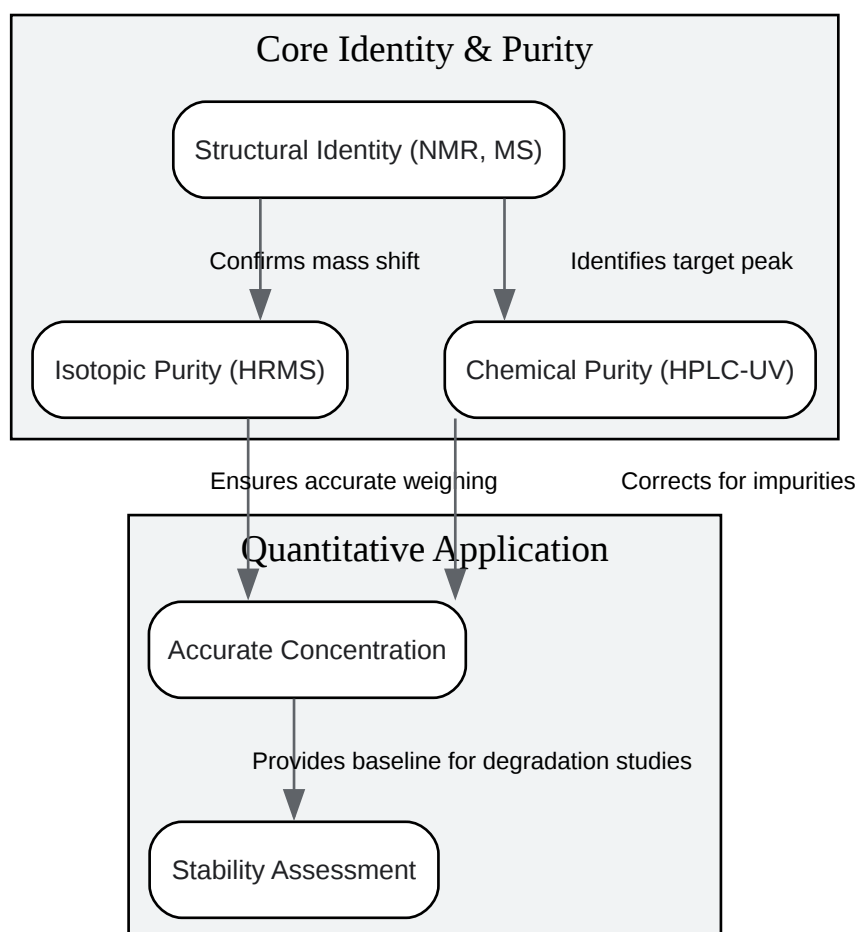 Core Identity & Purity
Structural Identity (NMR, MS)
Confirms mass shift
Identifies target peak
Isotopic Purity (HRMS)
Chemical Purity (HPLC-UV)
Ensures accurate weighing
Corrects for impurities
Quantitative Application
Accurate Concentration
Provides baseline for degradation studies
Stability Assessment